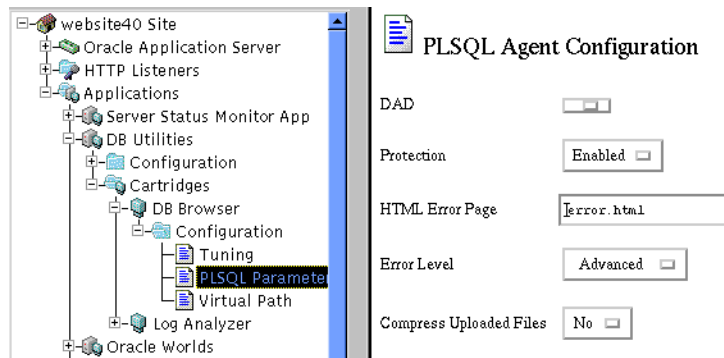 website40 Site
Oracle Application Server
HTTP Listeners
Applications
Server Status Monitor App
DB Utilities
Configuration
Cartridges
DB Browser
Configuration
Tuning
PLSQL Parameter
Virtual Path
Log Analyzer
Oracle Worlds
PLSQL Agent Configuration
DAD
Protection
Enabled
HTML Error Page
error.html
Error Level
Advanced
Compress Uploaded Files
No